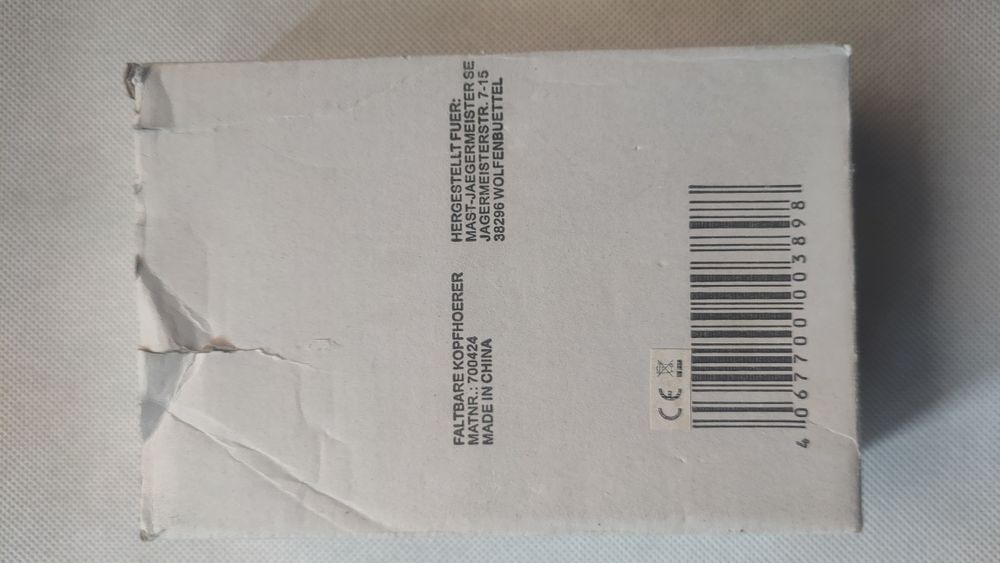 FALTBARE KOPFHOERER
MATNR.: 700424
MADE IN CHINA
HERGESTELLT FUER:
MAST-JAEGERMEISTER SE
JAGERMEISTERSTR. 7-15
38296 WOLFENBUETTEL
CE
4 067700 003898